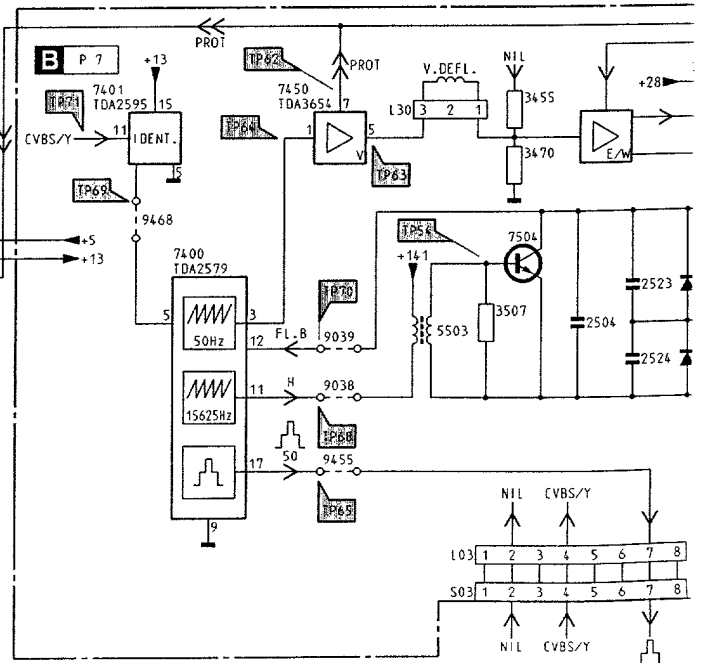 PROT
B P 7
+13
7401
TDA2595
15
TP71
11
CVBS/Y
IDENT.
5
TP69
9468
+5
+13
TP62
PROT
7450
TDA3654
7
TP64
1
5
V
TP63
V.DEFL.
L30 3 2 1
NIL
3455
3470
+28
E/W
7400
TDA2579
5
50Hz
3
12
FL.B
TP70
9039
15625Hz
11
H
9038
TP68
17
50
9455
TP65
9
TP54
+141
7504
5503
3507
2504
2523
2524
NIL CVBS/Y
L03 1 2 3 4 5 6 7 8
S03 1 2 3 4 5 6 7 8
NIL CVBS/Y